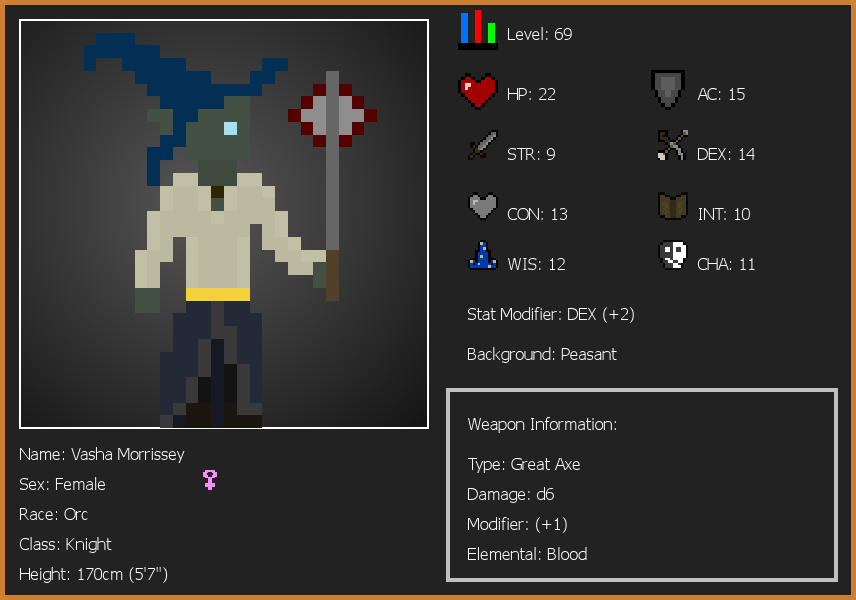 Level: 69
HP: 22
AC: 15
STR: 9
DEX: 14
CON: 13
INT: 10
WIS: 12
CHA: 11
Stat Modifier: DEX (+2)
Background: Peasant
Weapon Information:
Type: Great Axe
Damage: d6
Modifier: (+1)
Elemental: Blood
Name: Vasha Morrissey
Sex: Female
Race: Orc
Class: Knight
Height: 170cm (5'7")